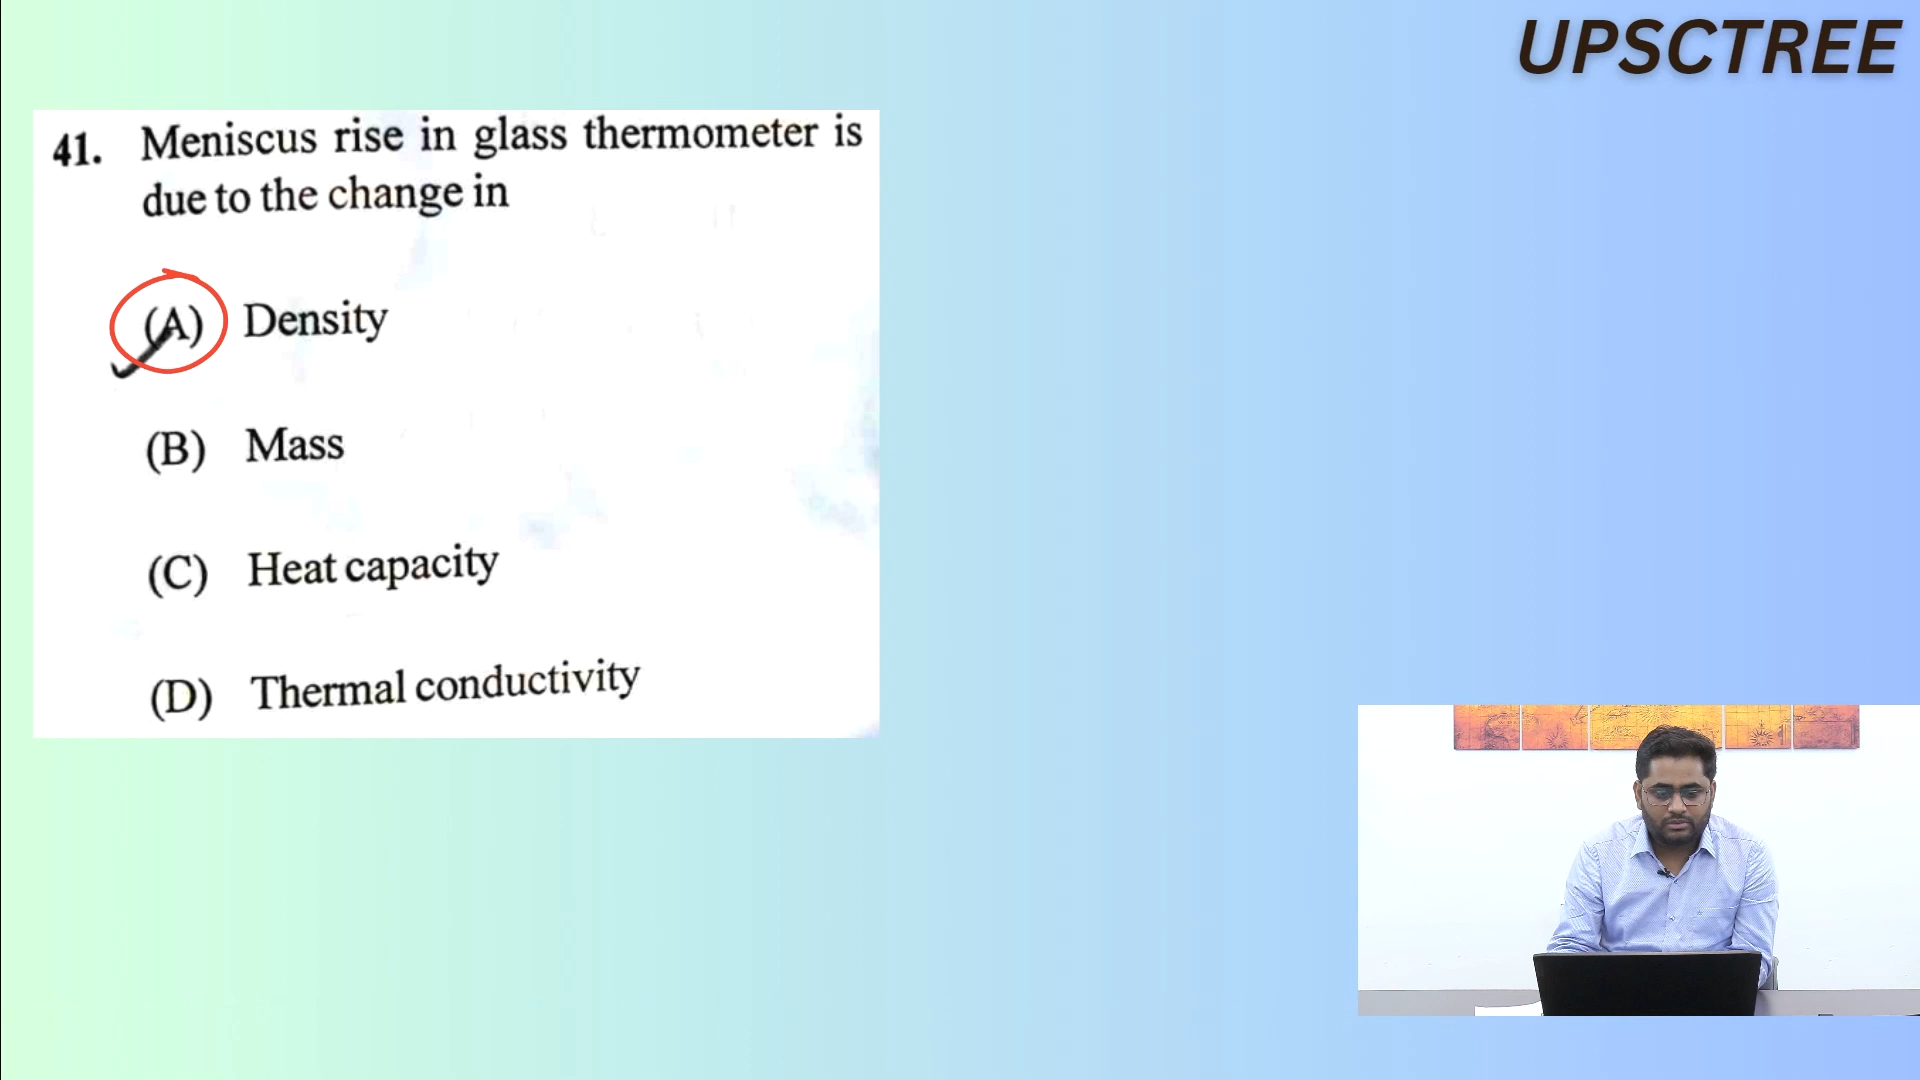 UPSCTREE
41. Meniscus rise in glass thermometer is
due to the change in
(A) Density
(B) Mass
(C) Heat capacity
(D) Thermal conductivity